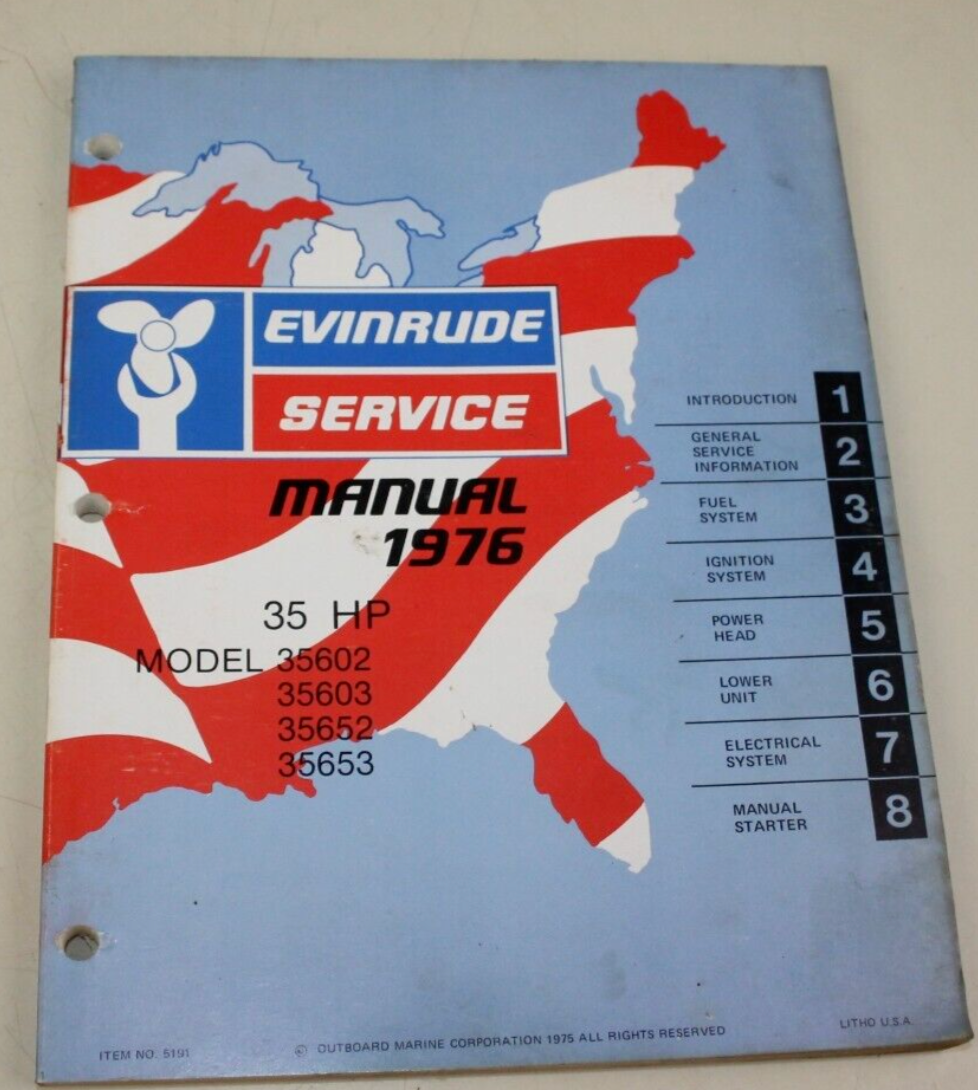 EVINRUDE
SERVICE
MANUAL
1976
35 HP
MODEL 35602
35603
35652
35653
INTRODUCTION 1
GENERAL
SERVICE
INFORMATION 2
FUEL
SYSTEM 3
IGNITION
SYSTEM 4
POWER
HEAD 5
LOWER
UNIT 6
ELECTRICAL
SYSTEM 7
MANUAL
STARTER 8
ITEM NO. 5191
© OUTBOARD MARINE CORPORATION 1975 ALL RIGHTS RESERVED
LITHO U.S.A.